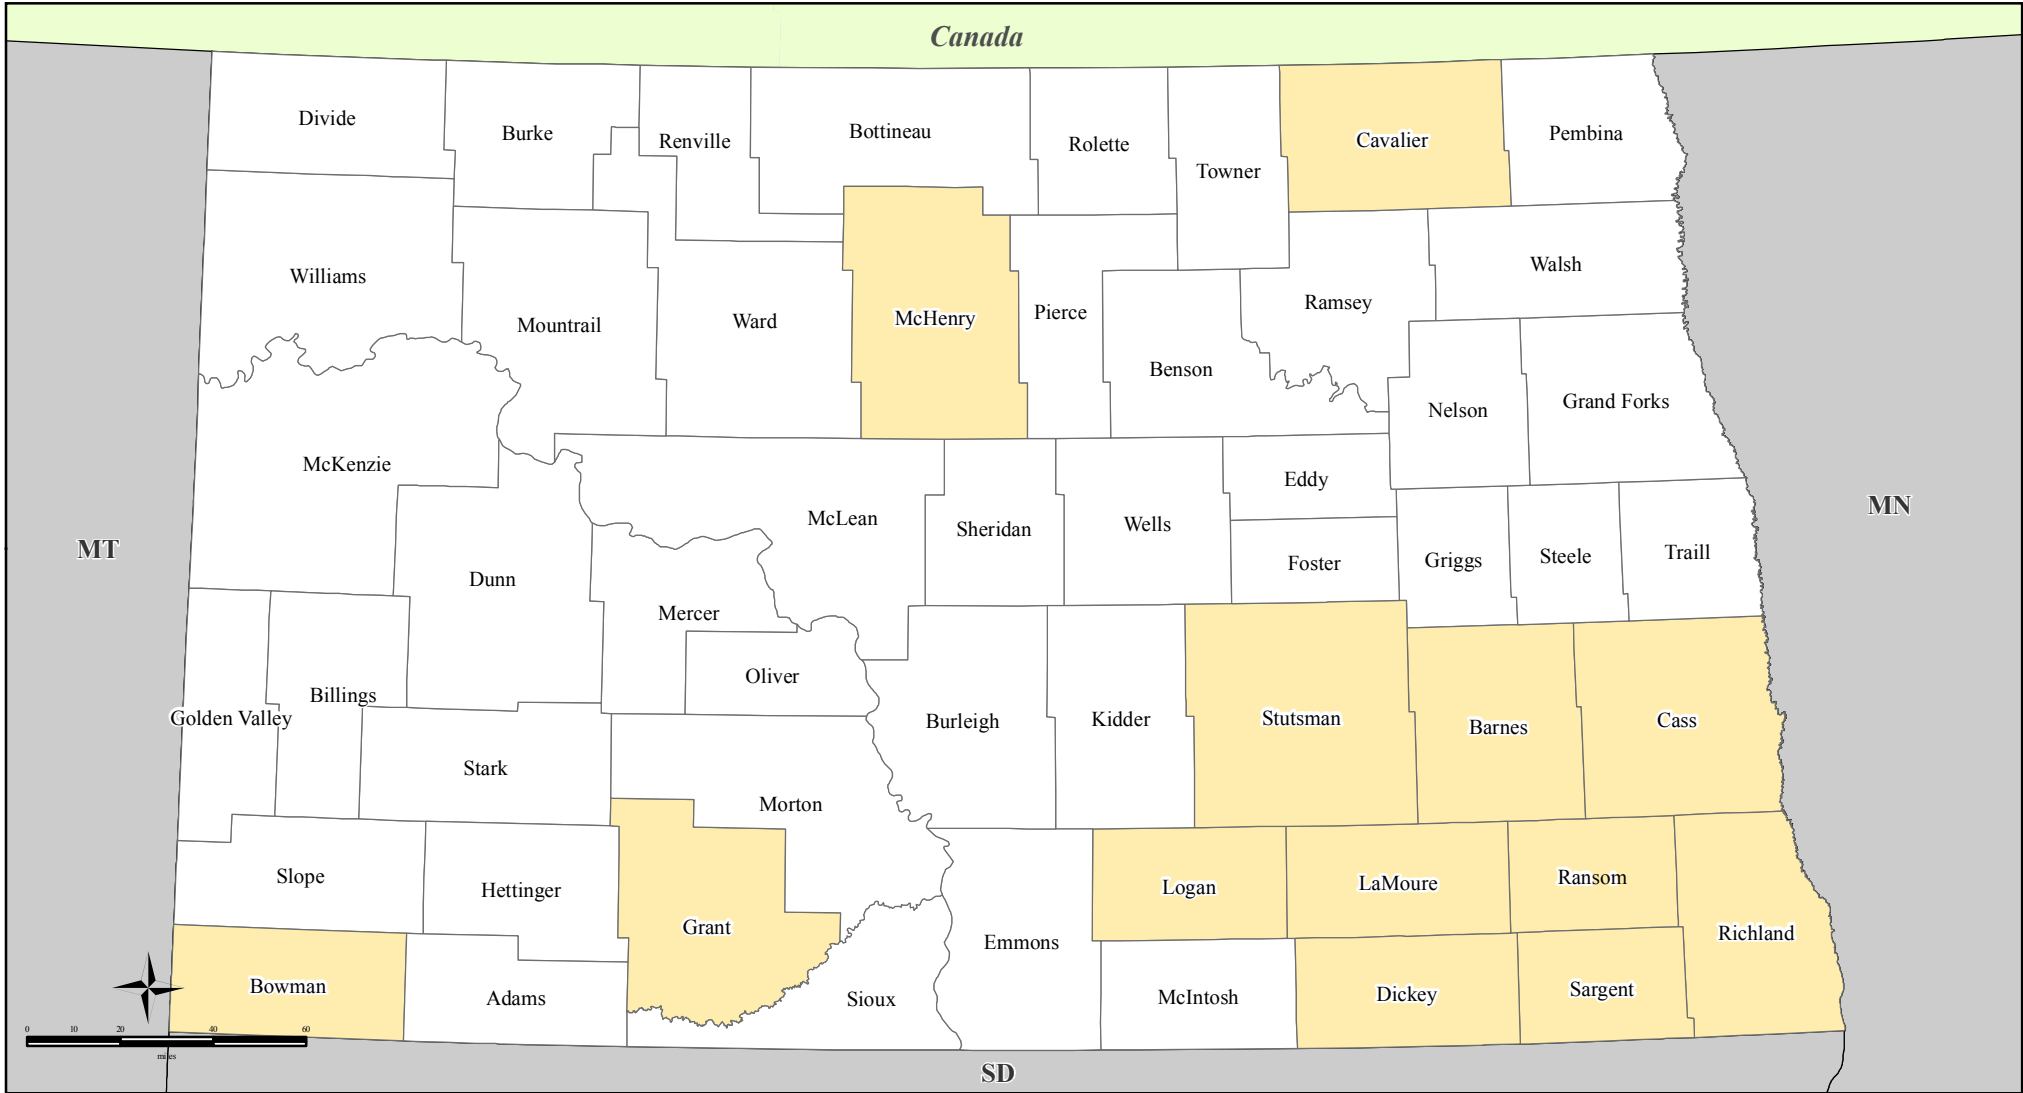 Canada
Divide
Burke
Renville
Bottineau
Rolette
Towner
Cavalier
Pembina
Williams
Mountrail
Ward
McHenry
Pierce
Benson
Ramsey
Walsh
Nelson
Grand Forks
McKenzie
Dunn
McLean
Sheridan
Wells
Eddy
Foster
Griggs
Steele
Traill
MT
MN
Mercer
Oliver
Golden Valley
Billings
Stark
Morton
Burleigh
Kidder
Stutsman
Barnes
Cass
Slope
Hettinger
Grant
Emmons
Logan
LaMoure
Ransom
Richland
Bowman
Adams
Sioux
McIntosh
Dickey
Sargent
0 10 20 40 60
miles
SD